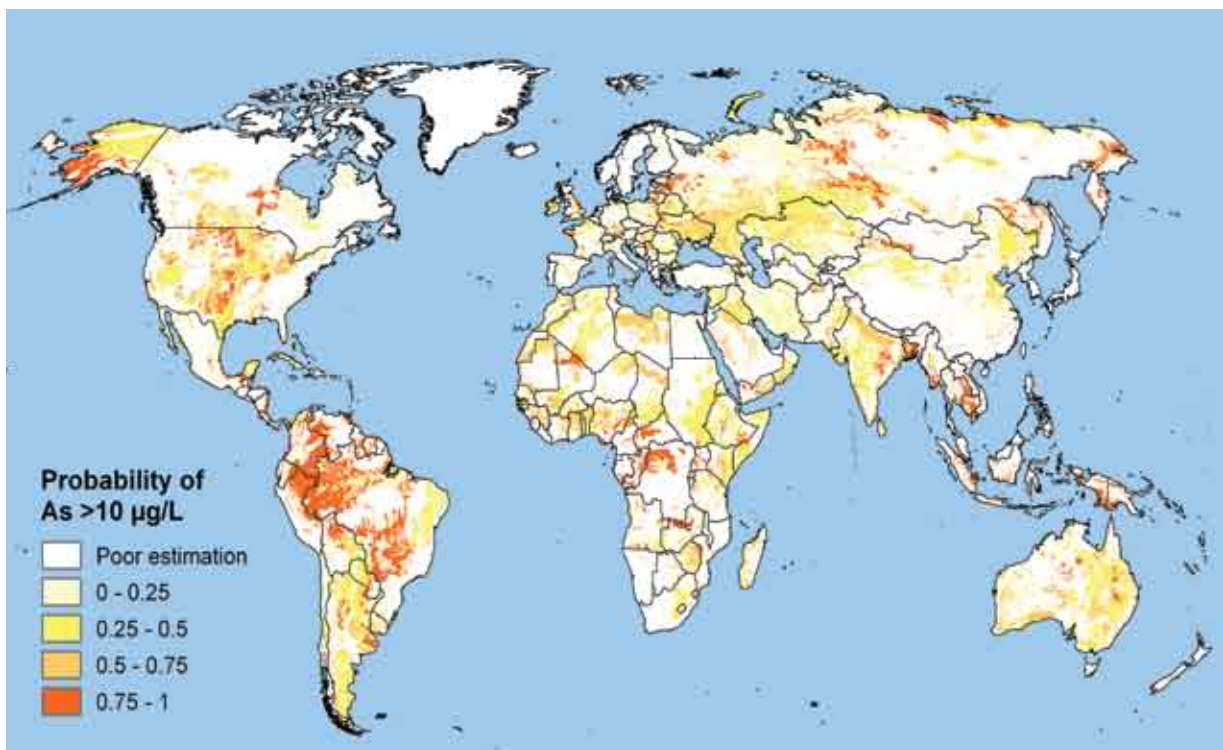 Probability of
As >10 µg/L
Poor estimation
0 - 0.25
0.25 - 0.5
0.5 - 0.75
0.75 - 1